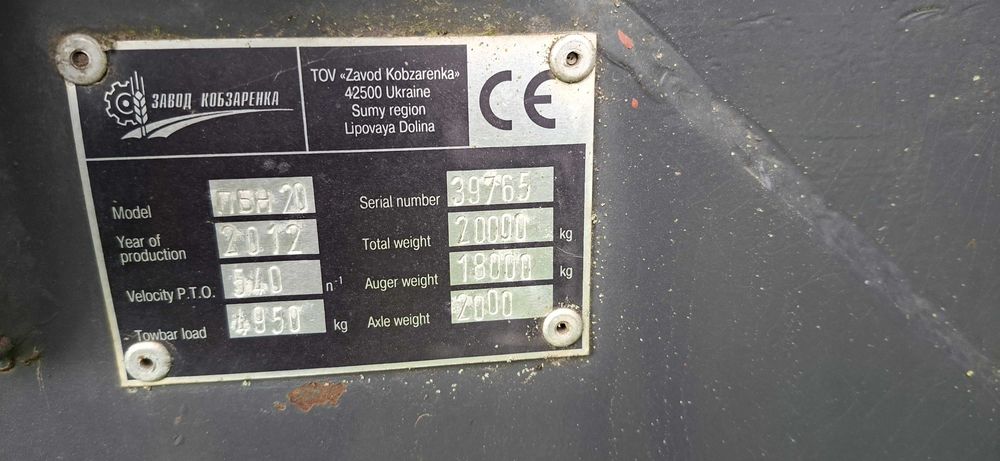 ЗАВОД КОБЗАРЕНКА
TOV «Zavod Kobzarenka»
42500 Ukraine
Sumy region
Lipovaya Dolina
CE
Model ПБН 20
Year of production 2012
Velocity P.T.O. 540 n⁻¹
Towbar load 4950 kg
Serial number 39765
Total weight 20000 kg
Auger weight 18000 kg
Axle weight 2000